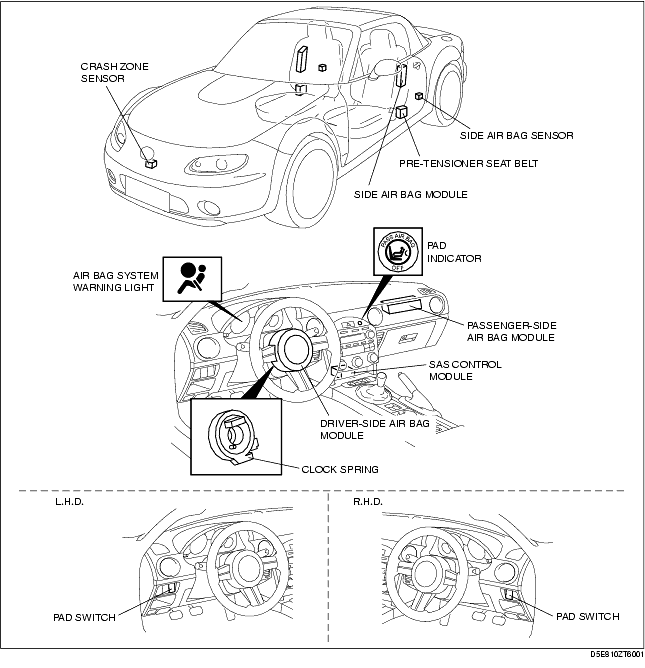 CRASH ZONE
SENSOR
SIDE AIR BAG SENSOR
PRE-TENSIONER SEAT BELT
SIDE AIR BAG MODULE
PASS AIR BAG
OFF
PAD
INDICATOR
AIR BAG SYSTEM
WARNING LIGHT
PASSENGER-SIDE
AIR BAG MODULE
SAS CONTROL
MODULE
DRIVER-SIDE AIR BAG
MODULE
CLOCK SPRING
L.H.D.
R.H.D.
PAD SWITCH
PAD SWITCH
D5E810ZT6001